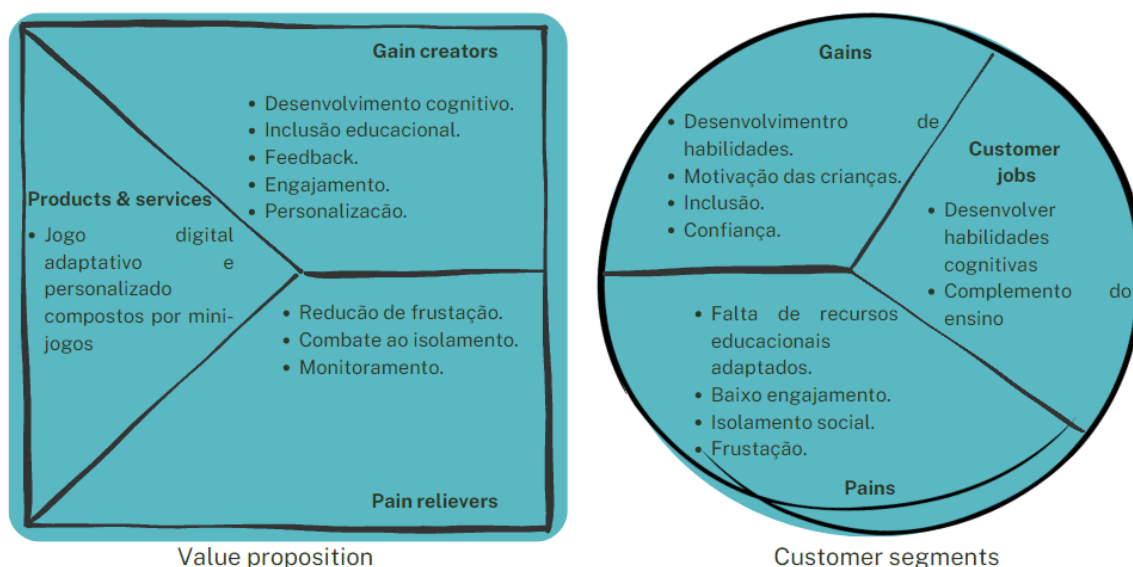 Gain creators
• Desenvolvimento cognitivo.
• Inclusão educacional.
• Feedback.
• Engajamento.
• Personalizacão.
Products & services
• Jogo digital
adaptativo e
personalizado
compostos por mini-
jogos
• Reducão de frustação.
• Combate ao isolamento.
• Monitoramento.
Pain relievers
Value proposition
Gains
• Desenvolvimentro de
habilidades.
• Motivação das crianças.
• Inclusão.
• Confiança.
Customer
jobs
• Desenvolver
habilidades
cognitivas
• Complemento do
ensino
• Falta de recursos
educacionais
adaptados.
• Baixo engajamento.
• Isolamento social.
• Frustação.
Pains
Customer segments